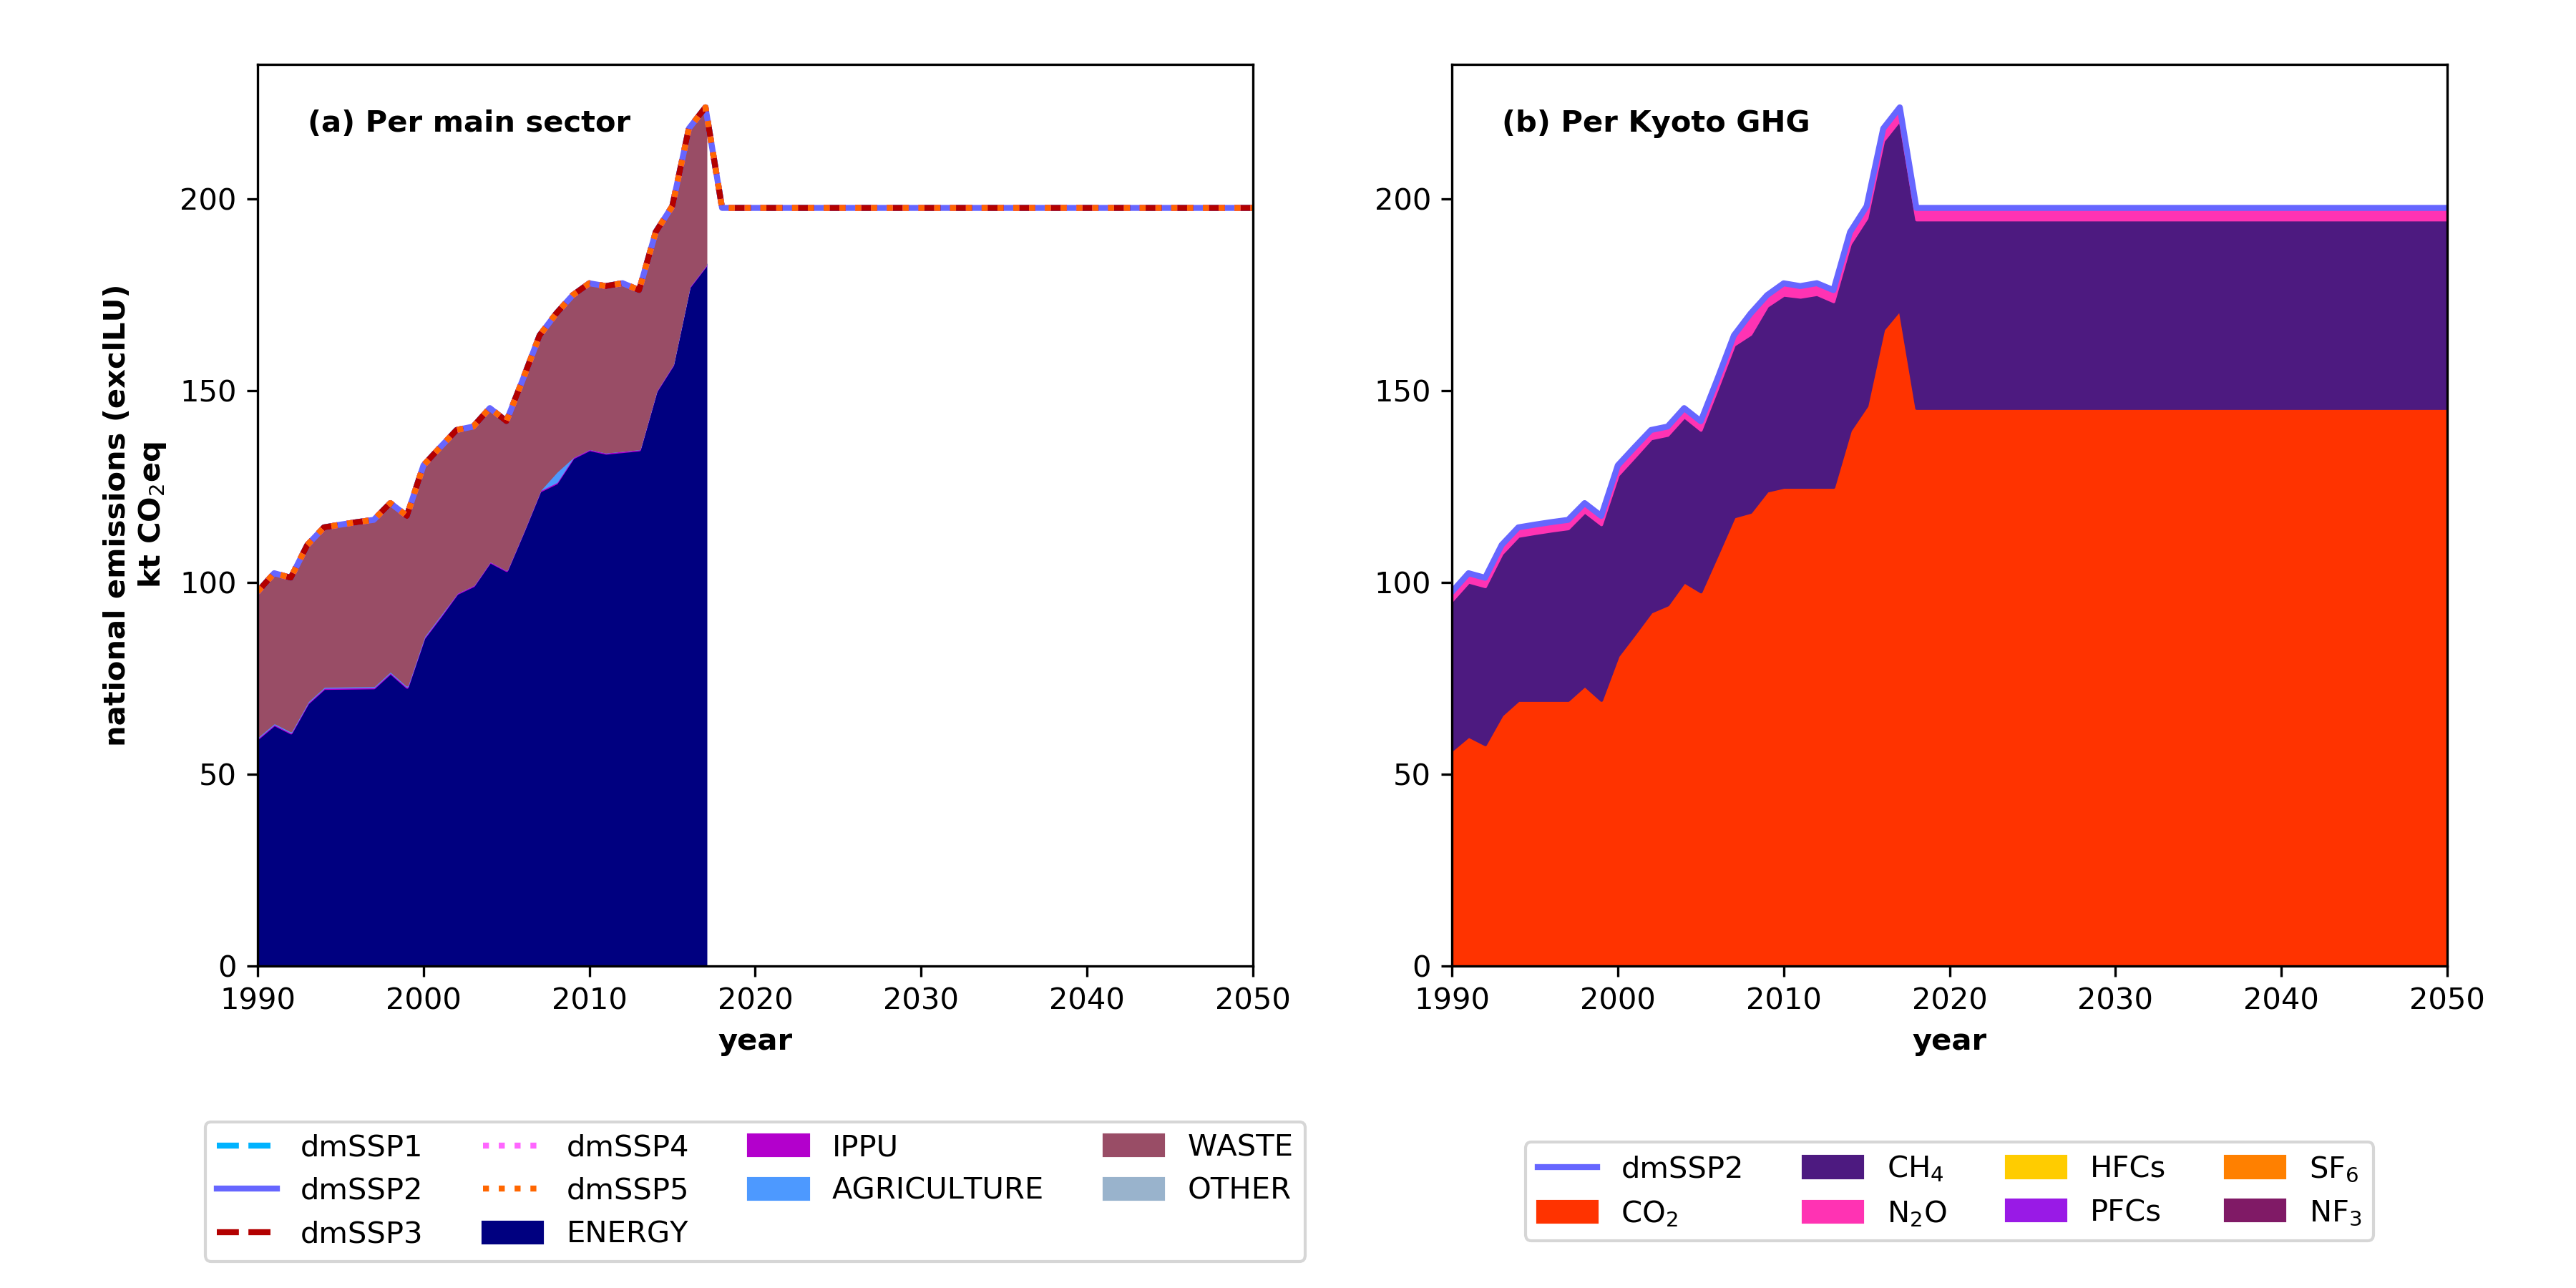 (a) Per main sector
national emissions (exclLU)
kt CO₂eq
200
150
100
50
0
1990 2000 2010 2020 2030 2040 2050
year
dmSSP1 dmSSP4 IPPU WASTE
dmSSP2 dmSSP5 AGRICULTURE OTHER
dmSSP3 ENERGY
(b) Per Kyoto GHG
200
150
100
50
0
1990 2000 2010 2020 2030 2040 2050
year
dmSSP2 CH₄ HFCs SF₆
CO₂ N₂O PFCs NF₃